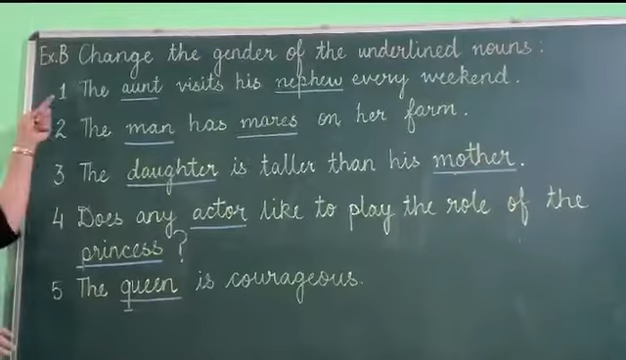 Ex.B Change the gender of the underlined nouns:
1 The aunt visits his nephew every weekend.
2 The man has mares on her farm.
3 The daughter is taller than his mother.
4 Does any actor like to play the role of the
princess?
5 The queen is courageous.